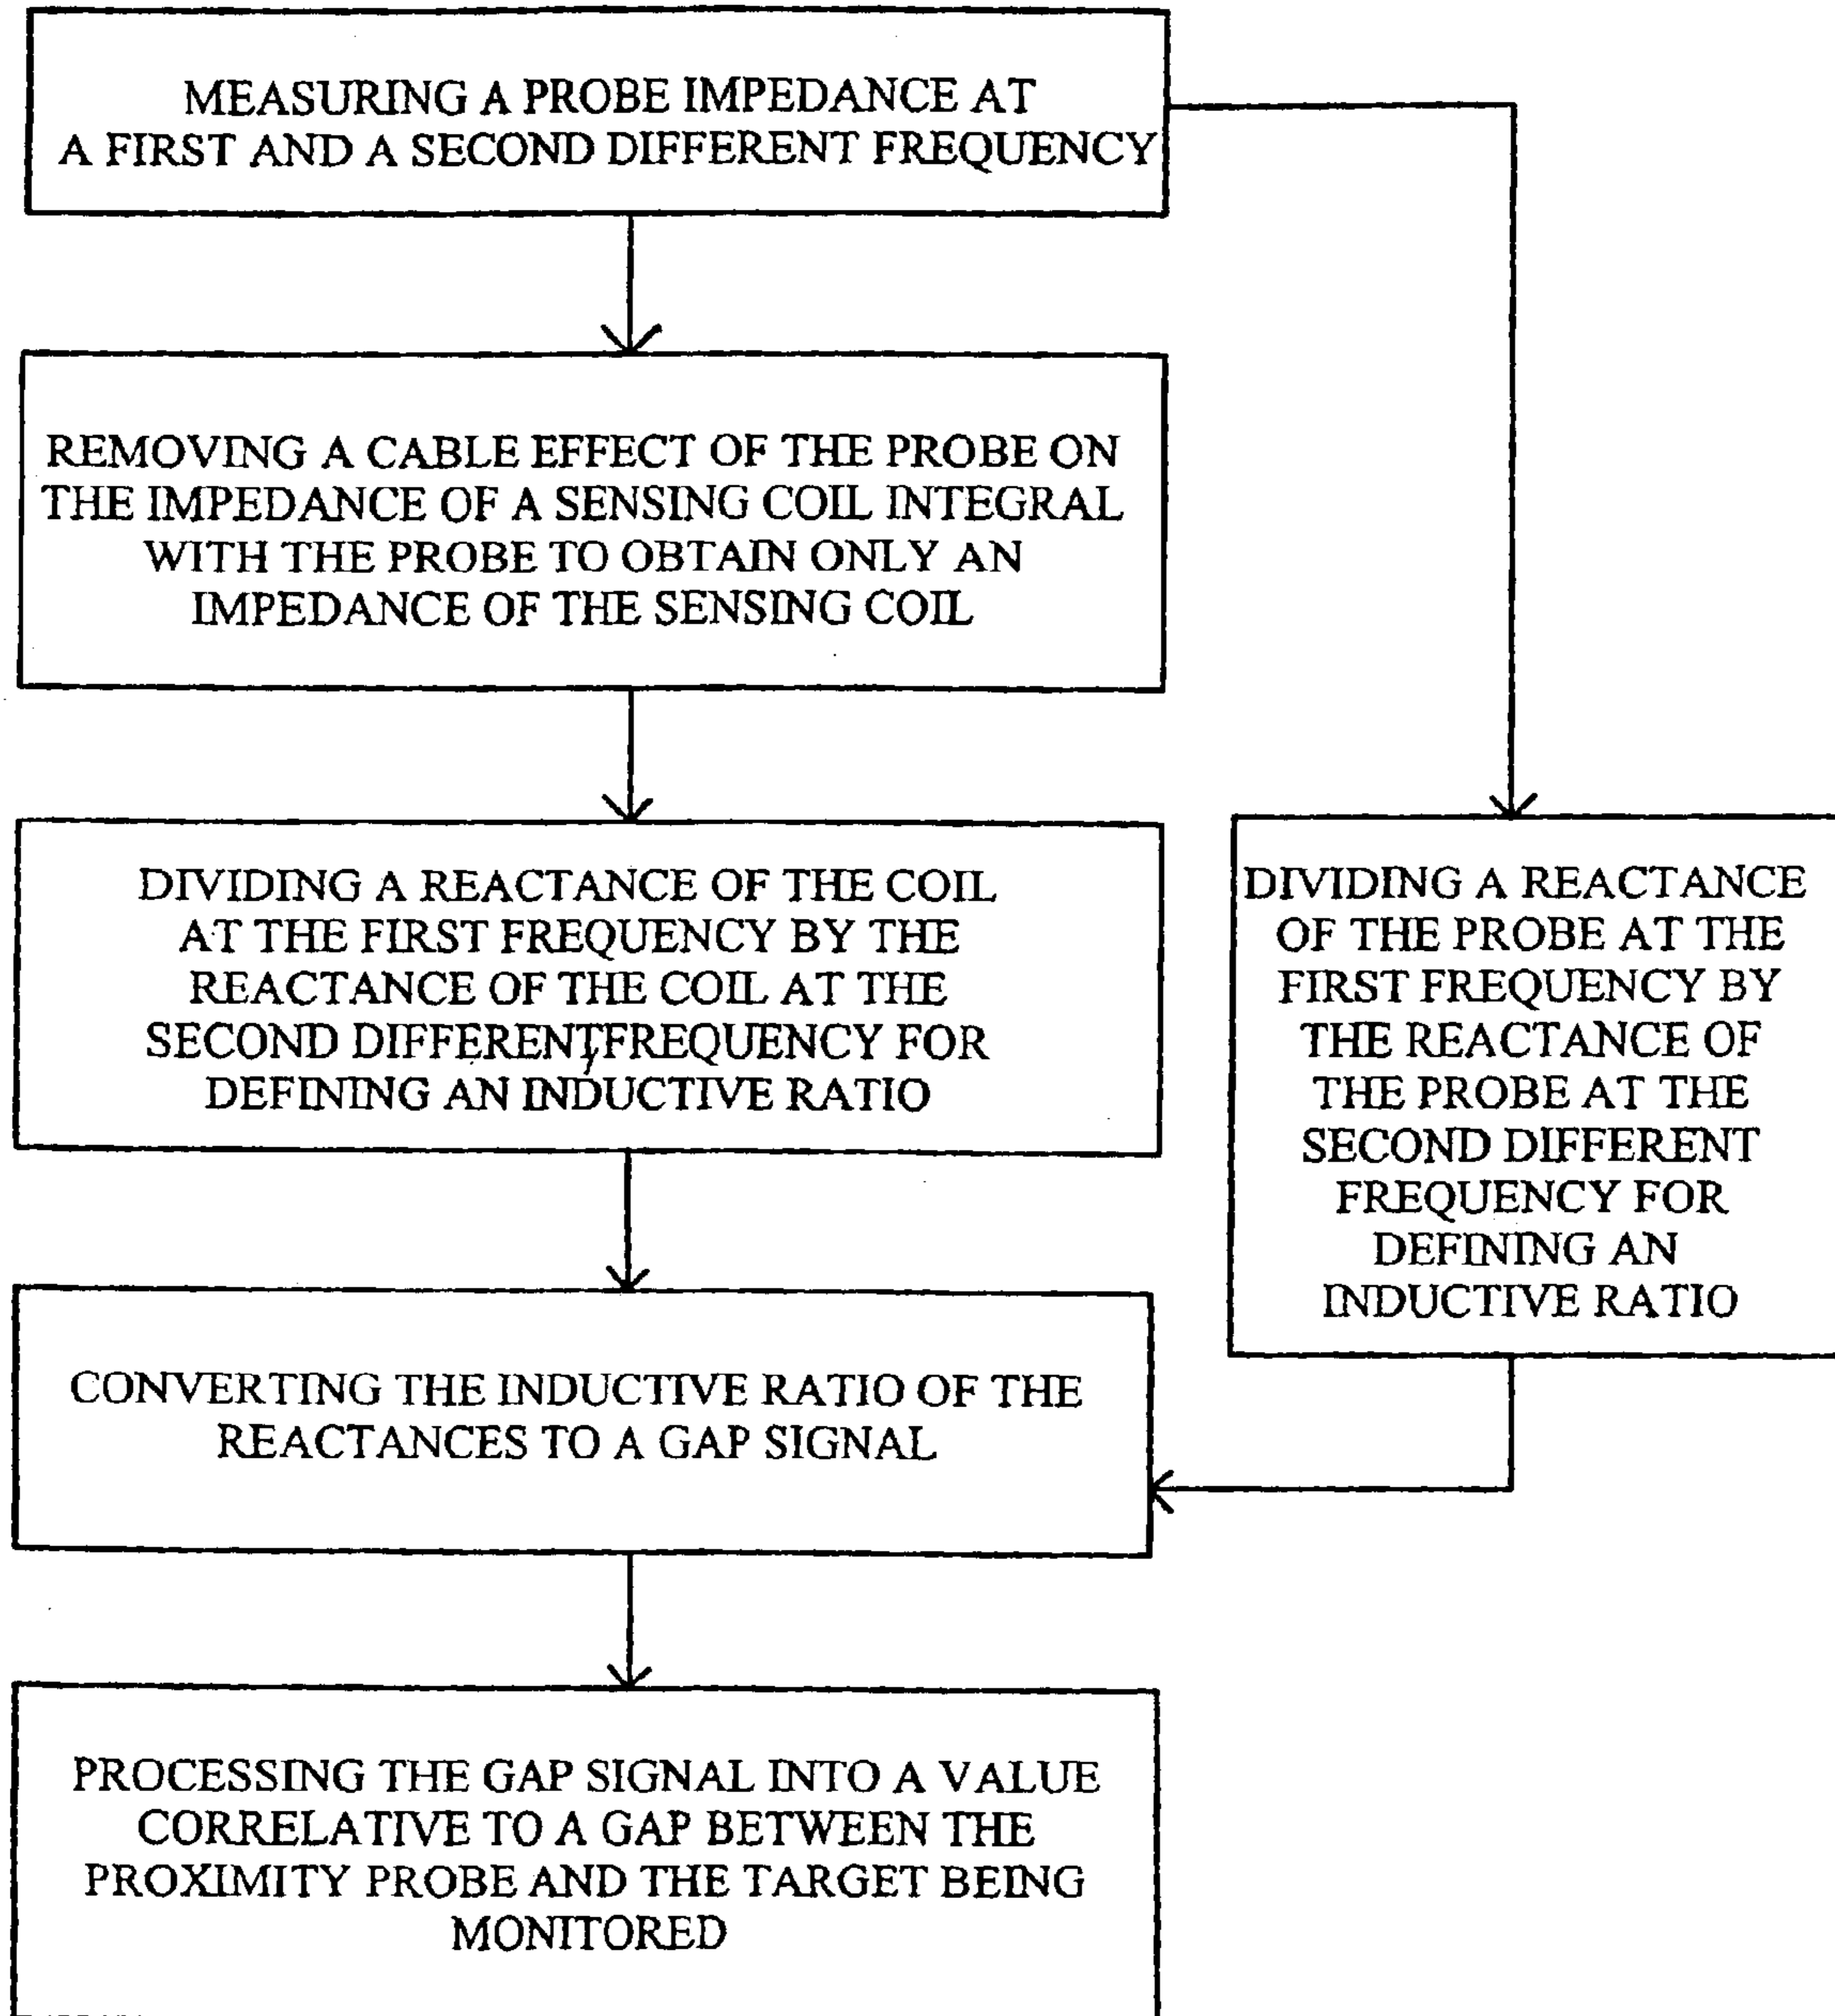 MEASURING A PROBE IMPEDANCE AT
A FIRST AND A SECOND DIFFERENT FREQUENCY
REMOVING A CABLE EFFECT OF THE PROBE ON
THE IMPEDANCE OF A SENSING COIL INTEGRAL
WITH THE PROBE TO OBTAIN ONLY AN
IMPEDANCE OF THE SENSING COIL
DIVIDING A REACTANCE OF THE COIL
AT THE FIRST FREQUENCY BY THE
REACTANCE OF THE COIL AT THE
SECOND DIFFERENT FREQUENCY FOR
DEFINING AN INDUCTIVE RATIO
DIVIDING A REACTANCE
OF THE PROBE AT THE
FIRST FREQUENCY BY
THE REACTANCE OF
THE PROBE AT THE
SECOND DIFFERENT
FREQUENCY FOR
DEFINING AN
INDUCTIVE RATIO
CONVERTING THE INDUCTIVE RATIO OF THE
REACTANCES TO A GAP SIGNAL
PROCESSING THE GAP SIGNAL INTO A VALUE
CORRELATIVE TO A GAP BETWEEN THE
PROXIMITY PROBE AND THE TARGET BEING
MONITORED